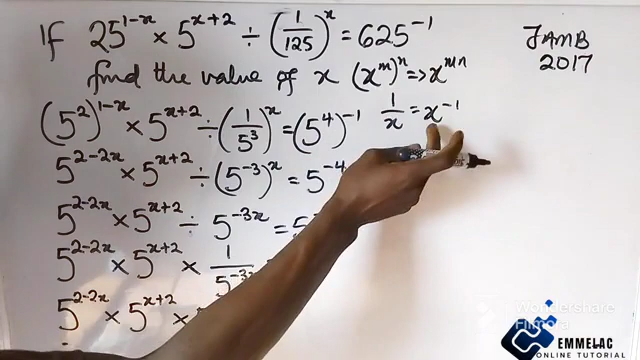 If 25^{1-x} × 5^{x+2} ÷ (1/125)^x = 625^{-1}
JAMB
2017
find the value of x (x^m)^n => x^{mn}
(5^2)^{1-x} × 5^{x+2} ÷ (1/5^3)^x = (5^4)^{-1}
1/x = x^{-1}
5^{2-2x} × 5^{x+2} ÷ (5^{-3})^x = 5^{-4}
5^{2-2x} × 5^{x+2} ÷ 5^{-3x} = 5
5^{2-2x} × 5^{x+2} × 1/5^{-3x}
5^{2-2x} × 5^{x+2} ×
Wondershare
Filmora
EMMELAC
ONLINE TUTORIAL